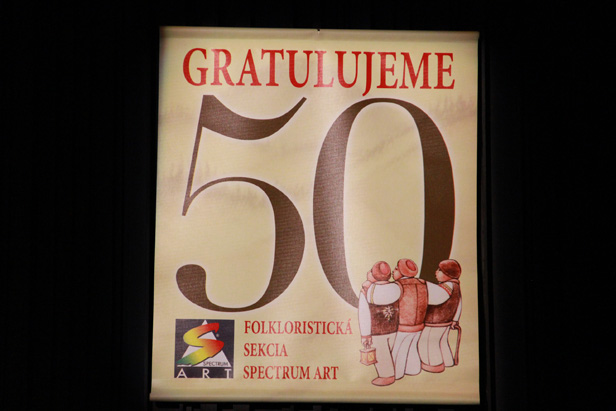 GRATULUJEME
50
FOLKLORISTICKÁ
SEKCIA
SPECTRUM ART
S
SPECTRUM
ART